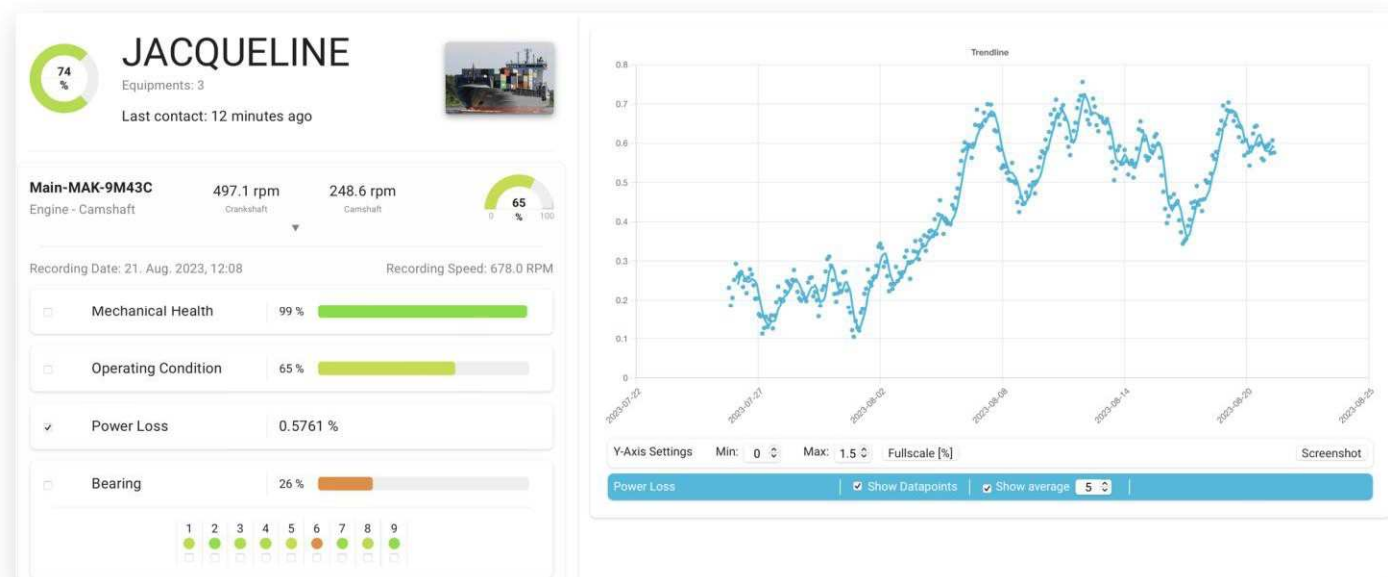 JACQUELINE
74
%
Equipments: 3
Last contact: 12 minutes ago
Main-MAK-9M43C
Engine - Camshaft
497.1 rpm
Crankshaft
248.6 rpm
Camshaft
65
0 % 100
Recording Date: 21. Aug. 2023, 12:08
Recording Speed: 678.0 RPM
Mechanical Health 99 %
Operating Condition 65 %
Power Loss 0.5761 %
Bearing 26 %
1 2 3 4 5 6 7 8 9
Trendline
0.8
0.7
0.6
0.5
0.4
0.3
0.2
0.1
0
2023-07-22 2023-07-27 2023-08-02 2023-08-08 2023-08-14 2023-08-20 2023-08-25
Y-Axis Settings Min: 0 Max: 1.5 Fullscale [%] Screenshot
Power Loss Show Datapoints Show average 5